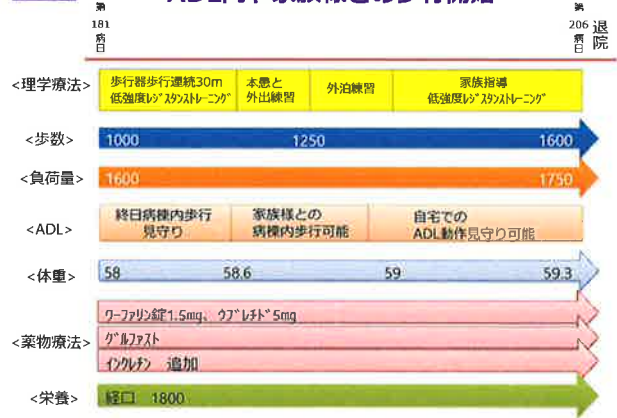 ADL向上、家族様との歩行開始
第181病日
第206病日
退院
<理学療法>
歩行器歩行連続30m
低強度ﾚｼﾞｽﾀﾝｽﾄﾚｰﾆﾝｸﾞ
本患と
外出練習
外泊練習
家族指導
低強度ﾚｼﾞｽﾀﾝｽﾄﾚｰﾆﾝｸﾞ
<歩数>
1000
1250
1600
<負荷量>
1600
1750
<ADL>
終日病棟内歩行
見守り
家族様との
病棟内歩行可能
自宅での
ADL動作見守り可能
<体重>
58
58.6
59
59.3
<薬物療法>
ﾜｰﾌｧﾘﾝ錠1.5mg、ｳﾌﾞﾚﾁﾄﾞ5mg
ｸﾞﾙﾌｧｽﾄ
ｲﾝｸﾚﾁﾝ 追加
<栄養>
経口 1800